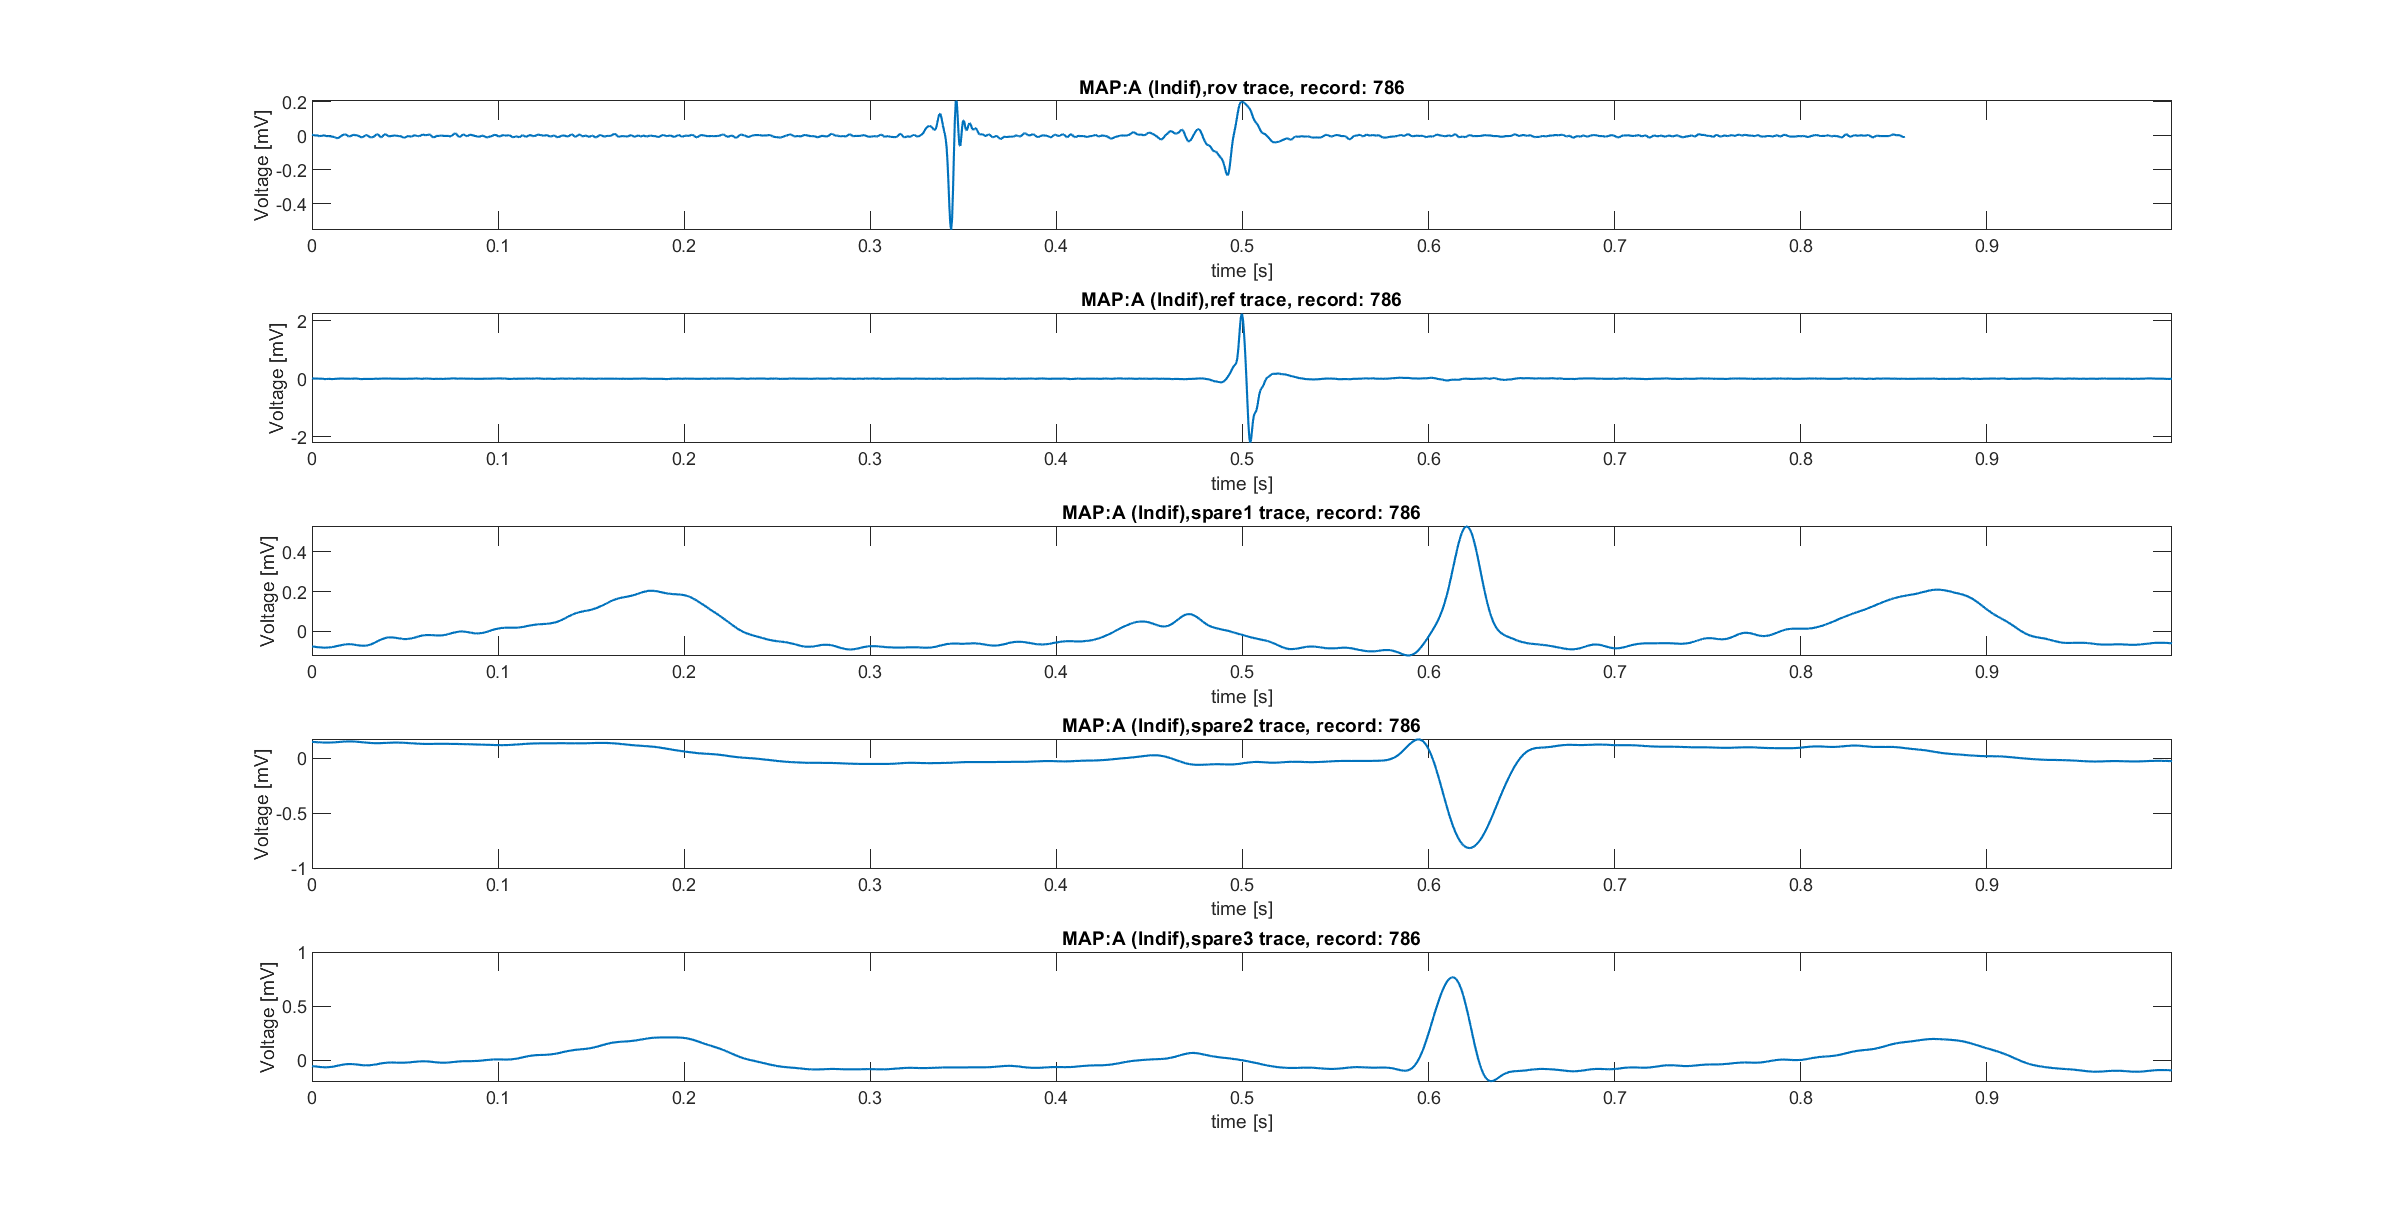 MAP:A (Indif),rov trace, record: 786
Voltage [mV]
0.2
0
-0.2
-0.4
0 0.1 0.2 0.3 0.4 0.5 0.6 0.7 0.8 0.9
time [s]
MAP:A (Indif),ref trace, record: 786
Voltage [mV]
2
0
-2
0 0.1 0.2 0.3 0.4 0.5 0.6 0.7 0.8 0.9
time [s]
MAP:A (Indif),spare1 trace, record: 786
Voltage [mV]
0.4
0.2
0
0 0.1 0.2 0.3 0.4 0.5 0.6 0.7 0.8 0.9
time [s]
MAP:A (Indif),spare2 trace, record: 786
Voltage [mV]
0
-0.5
-1
0 0.1 0.2 0.3 0.4 0.5 0.6 0.7 0.8 0.9
time [s]
MAP:A (Indif),spare3 trace, record: 786
Voltage [mV]
1
0.5
0
0 0.1 0.2 0.3 0.4 0.5 0.6 0.7 0.8 0.9
time [s]